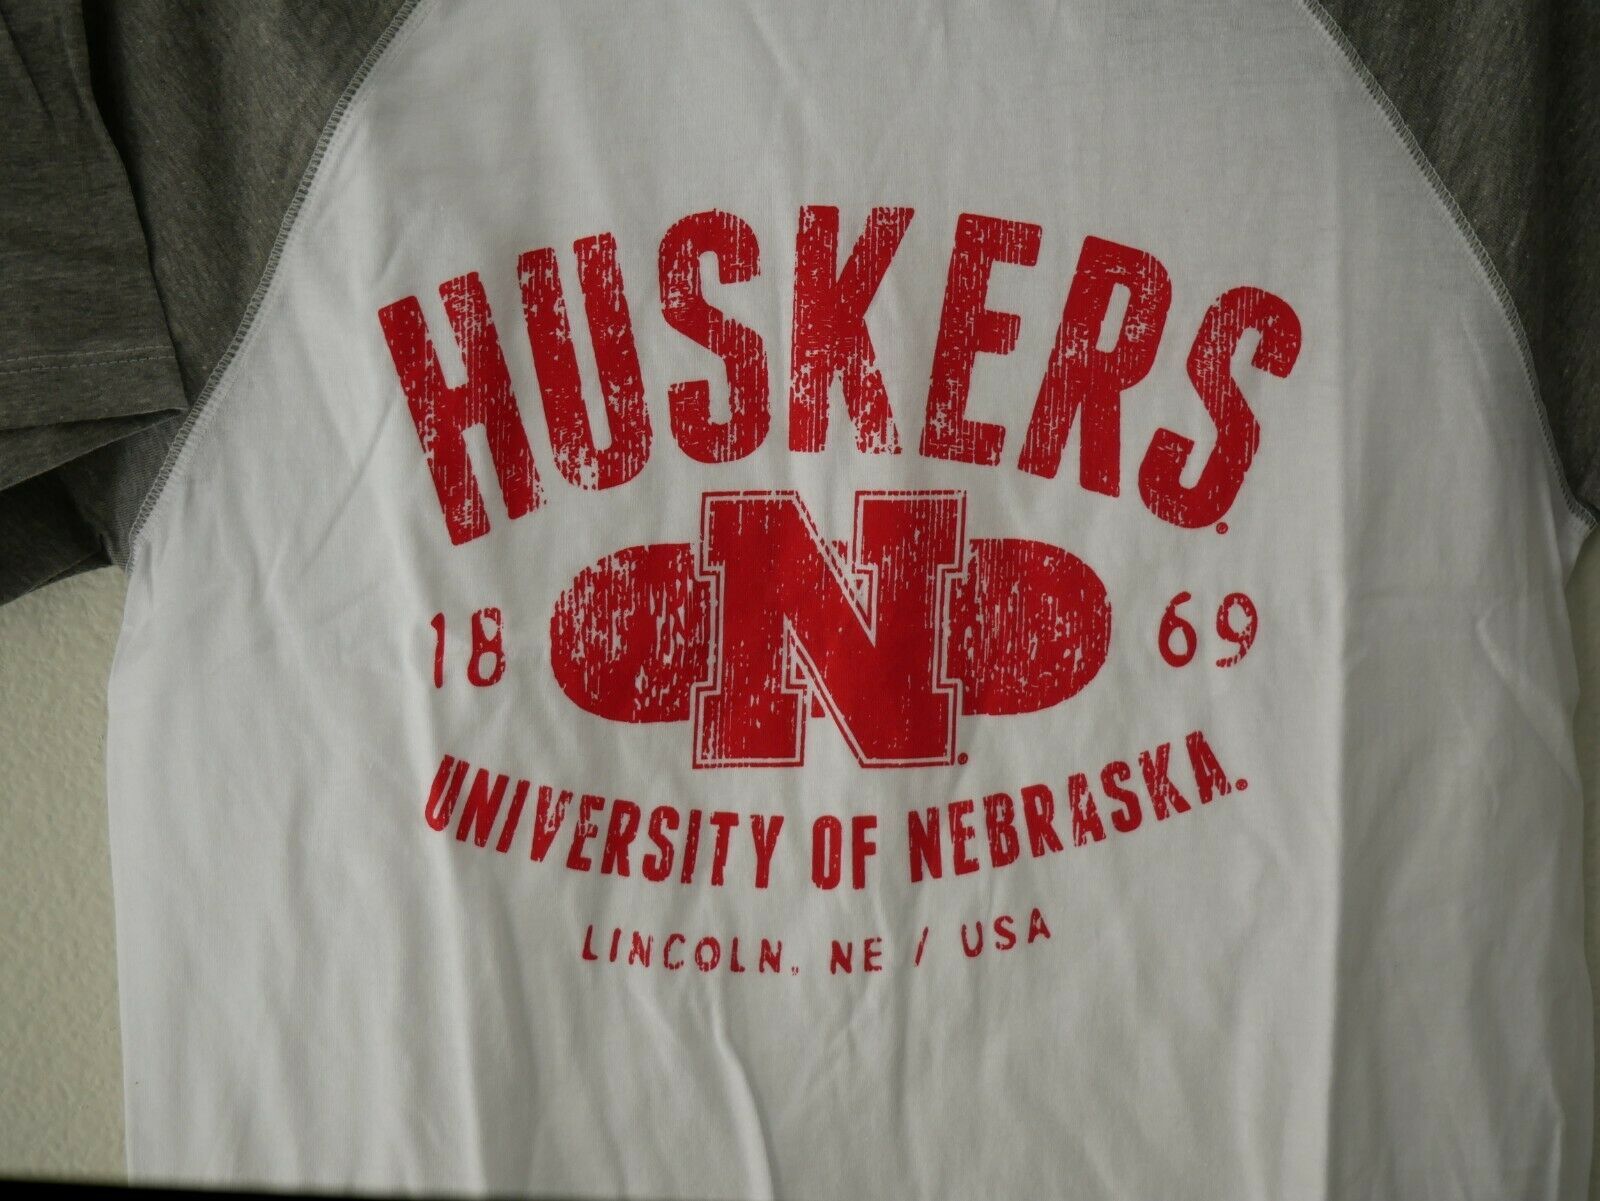 HUSKERS®
18 N® 69
UNIVERSITY OF NEBRASKA®
LINCOLN, NE / USA